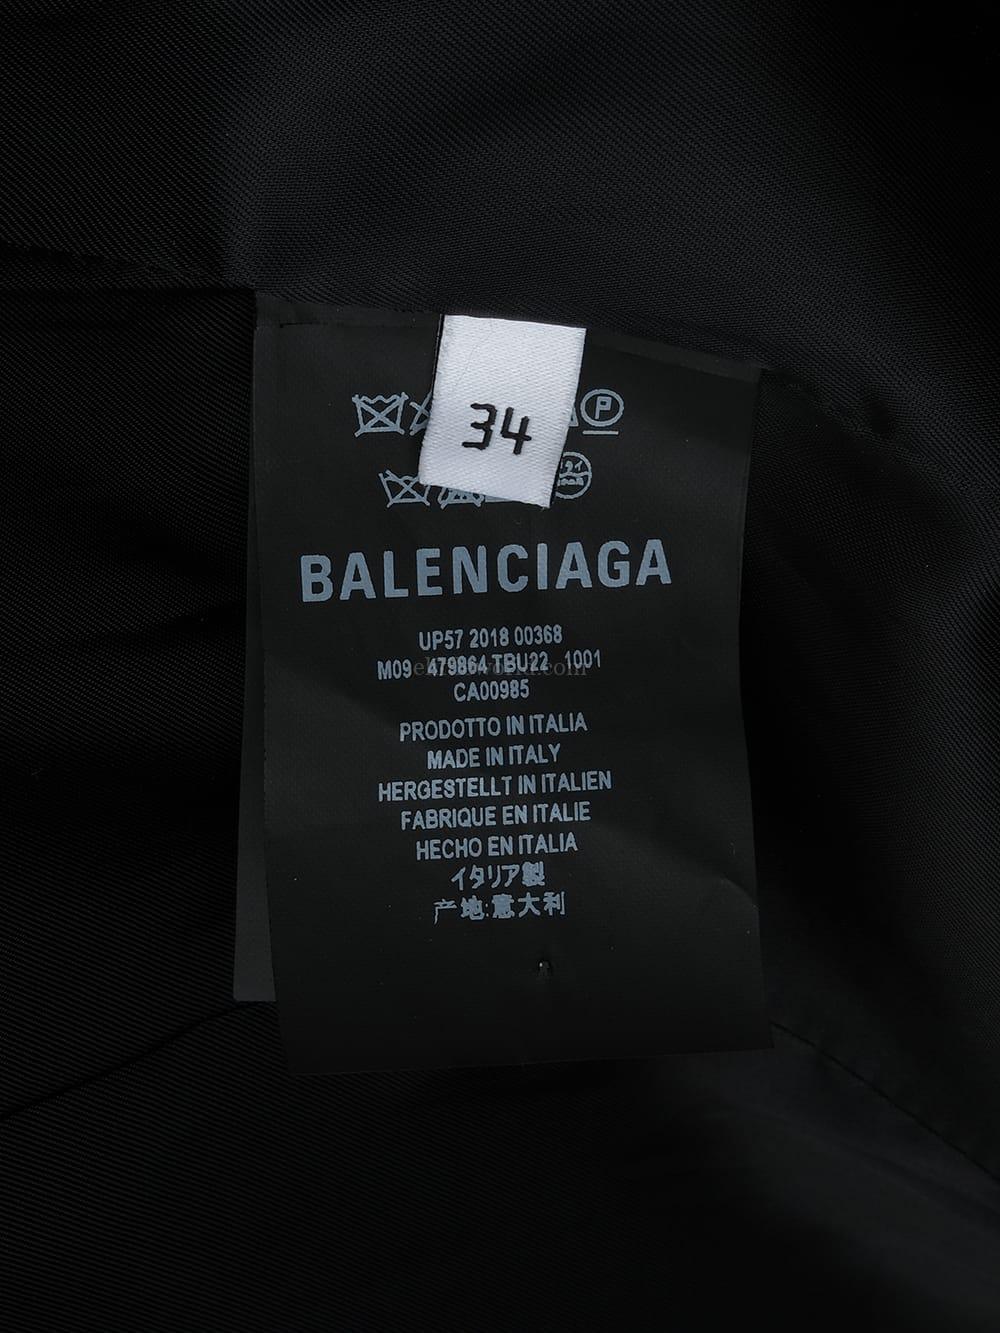 34
P
BALENCIAGA
UP57 2018 00368
M09 479864 TBU22 1001
CA00985
PRODOTTO IN ITALIA
MADE IN ITALY
HERGESTELLT IN ITALIEN
FABRIQUE EN ITALIE
HECHO EN ITALIA
イタリア製
产地:意大利